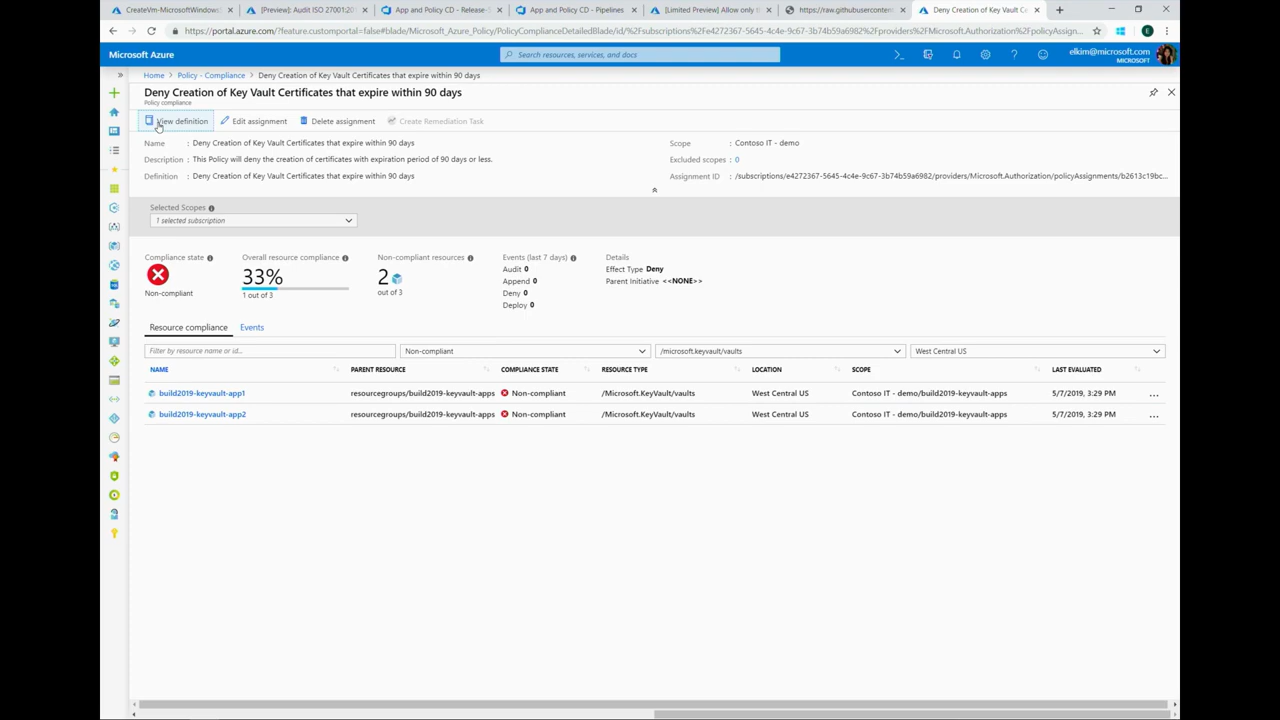 CreateVm-MicrosoftWindows
[Preview]: Audit ISO 27001:20
App and Policy CD - Release-
App and Policy CD - Pipelines
[Limited Preview] Allow only th
https://raw.githubusercontent.
Deny Creation of Key Vault Ce
https://portal.azure.com/?feature.customportal=false#blade/Microsoft_Azure_Policy/PolicyComplianceDetailedBlade/id/%2Fsubscriptions%2Fe4272367-5645-4c4e-9c67-3b74b59a6982%2Fproviders%2FMicrosoft.Authorization%2FpolicyAssign...
Microsoft Azure
Search resources, services, and docs
elkim@microsoft.com
MICROSOFT
Home > Policy - Compliance > Deny Creation of Key Vault Certificates that expire within 90 days
Deny Creation of Key Vault Certificates that expire within 90 days
Policy compliance
View definition
Edit assignment
Delete assignment
Create Remediation Task
Name : Deny Creation of Key Vault Certificates that expire within 90 days
Scope : Contoso IT - demo
Description : This Policy will deny the creation of certificates with expiration period of 90 days or less.
Excluded scopes : 0
Definition : Deny Creation of Key Vault Certificates that expire within 90 days
Assignment ID : /subscriptions/e4272367-5645-4c4e-9c67-3b74b59a6982/providers/Microsoft.Authorization/policyAssignments/b2613c19bc...
Selected Scopes
1 selected subscription
Compliance state
Non-compliant
Overall resource compliance
33%
1 out of 3
Non-compliant resources
2
out of 3
Events (last 7 days)
Audit 0
Append 0
Deny 0
Deploy 0
Details
Effect Type Deny
Parent Initiative <<NONE>>
Resource compliance
Events
Filter by resource name or id...
Non-compliant
/microsoft.keyvault/vaults
West Central US
NAME PARENT RESOURCE COMPLIANCE STATE RESOURCE TYPE LOCATION SCOPE LAST EVALUATED
build2019-keyvault-app1 resourcegroups/build2019-keyvault-apps Non-compliant /Microsoft.KeyVault/vaults West Central US Contoso IT - demo/build2019-keyvault-apps 5/7/2019, 3:29 PM ...
build2019-keyvault-app2 resourcegroups/build2019-keyvault-apps Non-compliant /Microsoft.KeyVault/vaults West Central US Contoso IT - demo/build2019-keyvault-apps 5/7/2019, 3:29 PM ...